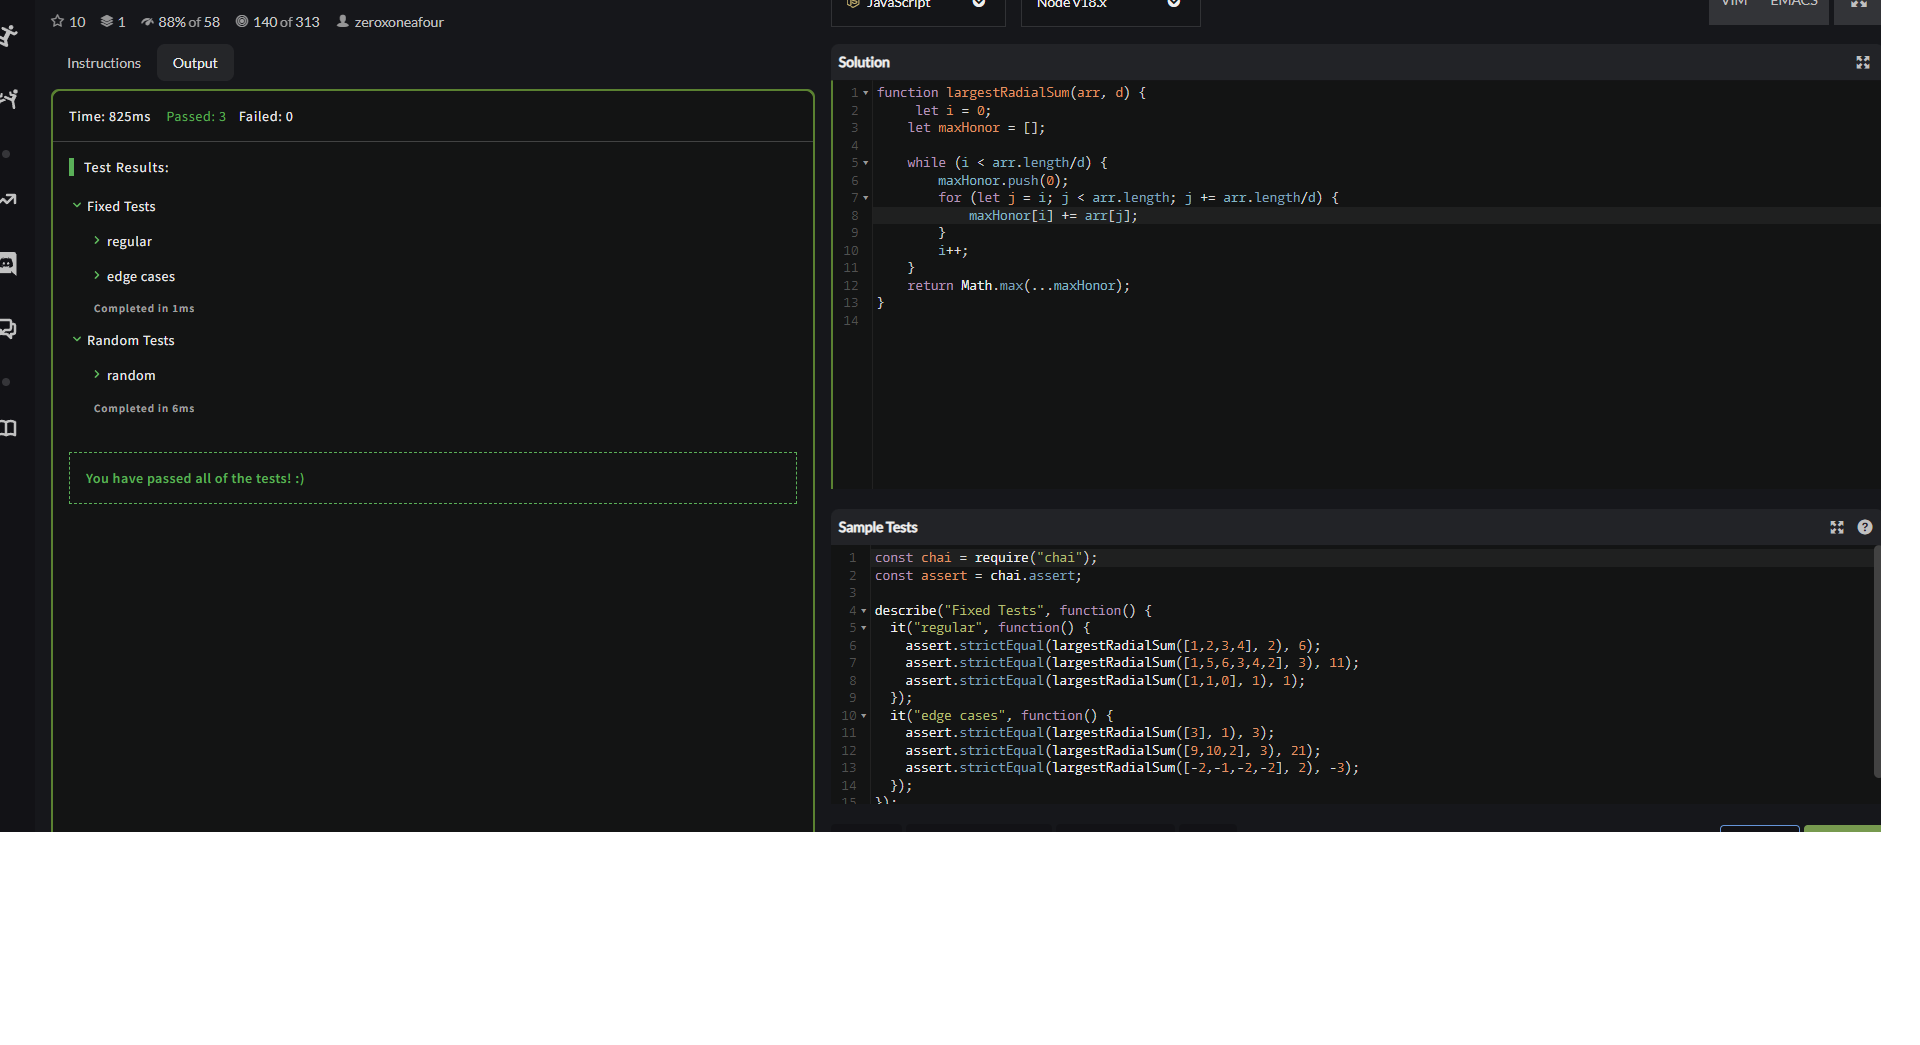 10 1 88% of 58 140 of 313 zeroxoneafour
Instructions Output
Time: 825ms Passed: 3 Failed: 0
Test Results:
Fixed Tests
regular
edge cases
Completed in 1ms
Random Tests
random
Completed in 6ms
You have passed all of the tests! :)
JavaScript Node v18.x VIM EMACS
Solution
1 function largestRadialSum(arr, d) {
2 let i = 0;
3 let maxHonor = [];
4
5 while (i < arr.length/d) {
6 maxHonor.push(0);
7 for (let j = i; j < arr.length; j += arr.length/d) {
8 maxHonor[i] += arr[j];
9 }
10 i++;
11 }
12 return Math.max(...maxHonor);
13 }
14
Sample Tests
1 const chai = require("chai");
2 const assert = chai.assert;
3
4 describe("Fixed Tests", function() {
5 it("regular", function() {
6 assert.strictEqual(largestRadialSum([1,2,3,4], 2), 6);
7 assert.strictEqual(largestRadialSum([1,5,6,3,4,2], 3), 11);
8 assert.strictEqual(largestRadialSum([1,1,0], 1), 1);
9 });
10 it("edge cases", function() {
11 assert.strictEqual(largestRadialSum([3], 1), 3);
12 assert.strictEqual(largestRadialSum([9,10,2], 3), 21);
13 assert.strictEqual(largestRadialSum([-2,-1,-2,-2], 2), -3);
14 });
15 });